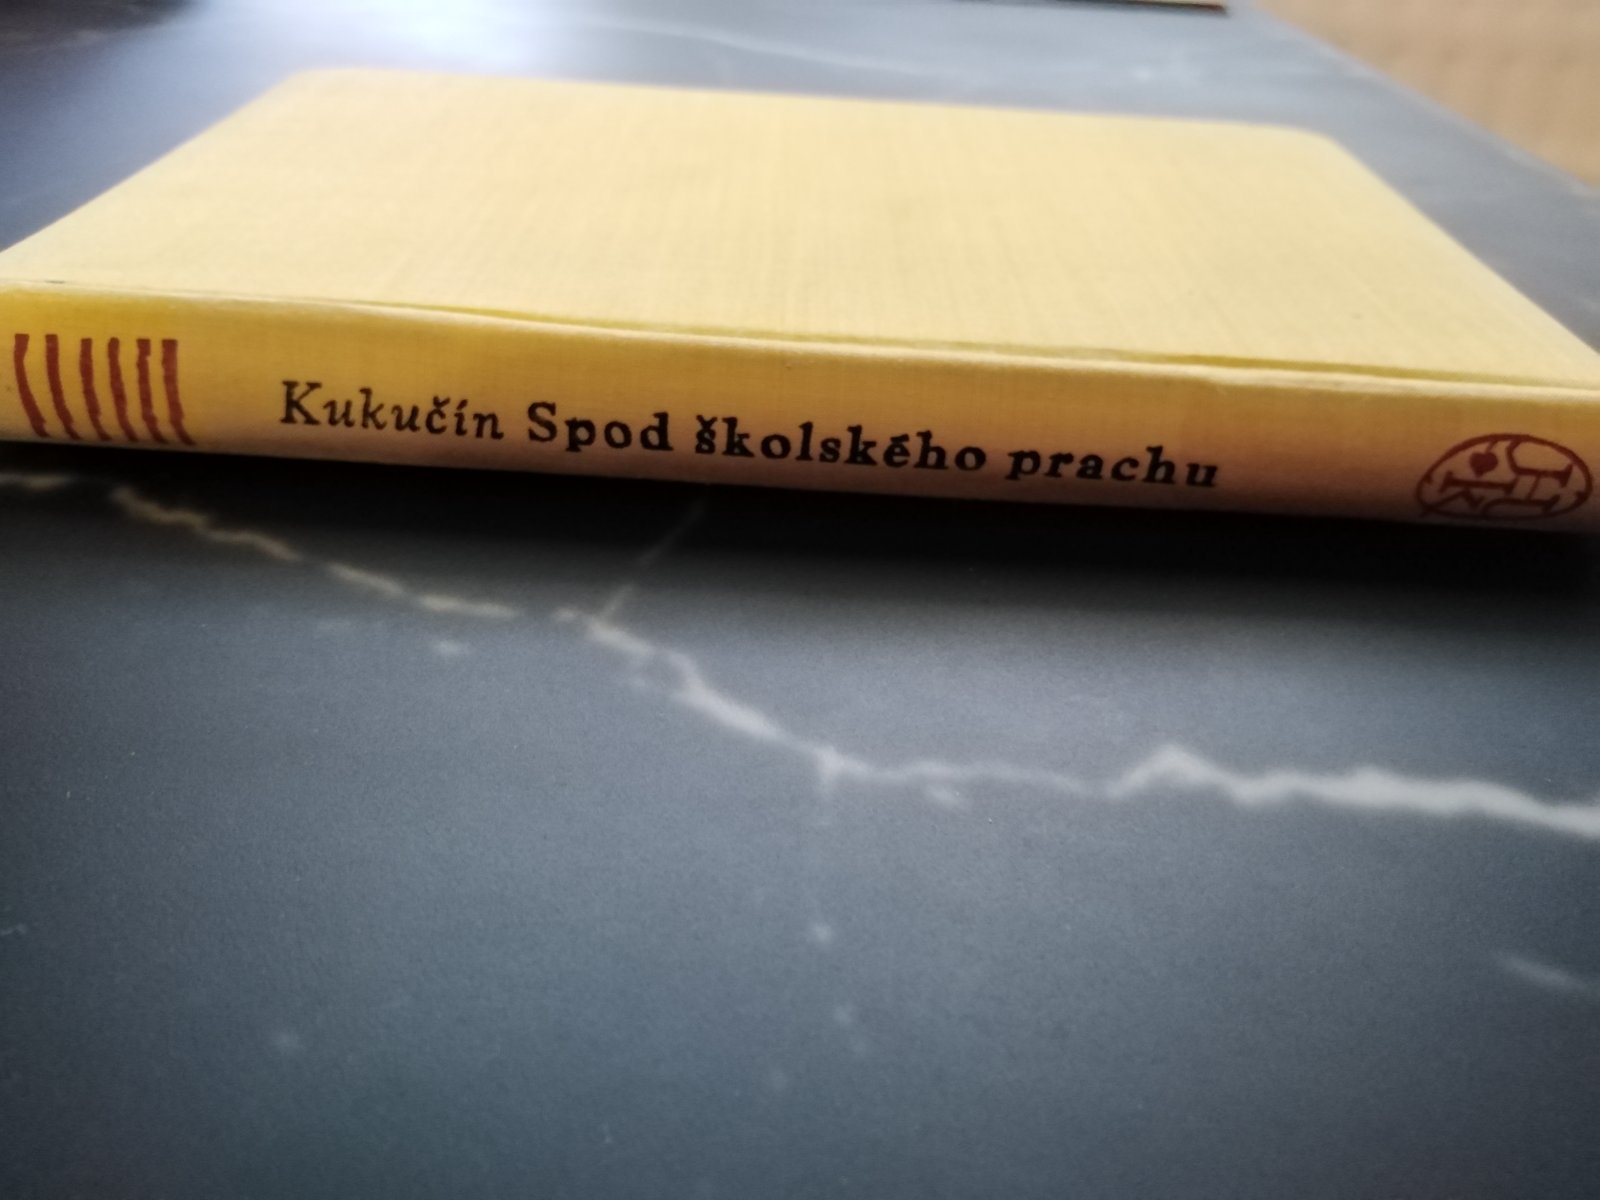 Kukučín Spod školského prachu